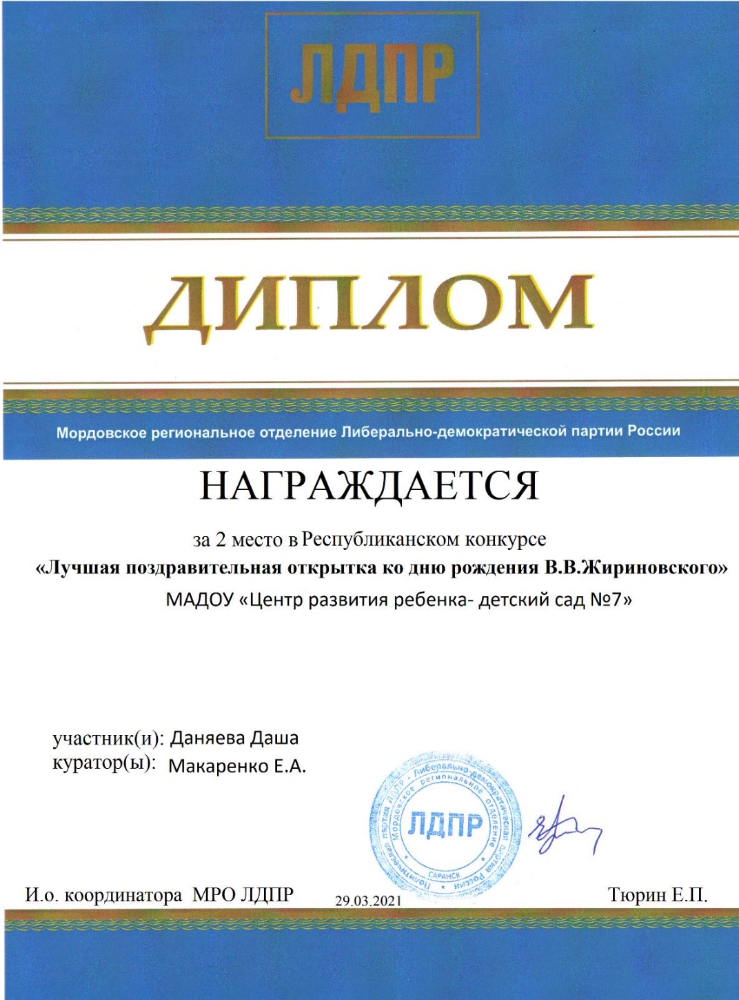 ЛДПР
ДИПЛОМ
Мордовское региональное отделение Либерально-демократической партии России
НАГРАЖДАЕТСЯ
за 2 место в Республиканском конкурсе
«Лучшая поздравительная открытка ко дню рождения В.В.Жириновского»
МАДОУ «Центр развития ребенка- детский сад №7»
участник(и): Даняева Даша
куратор(ы): Макаренко Е.А.
Политическая партия ЛДПР - Либерально-демократическая партия России
Мордовское региональное отделение
ЛДПР
САРАНСК
И.о. координатора МРО ЛДПР
29.03.2021
Тюрин Е.П.